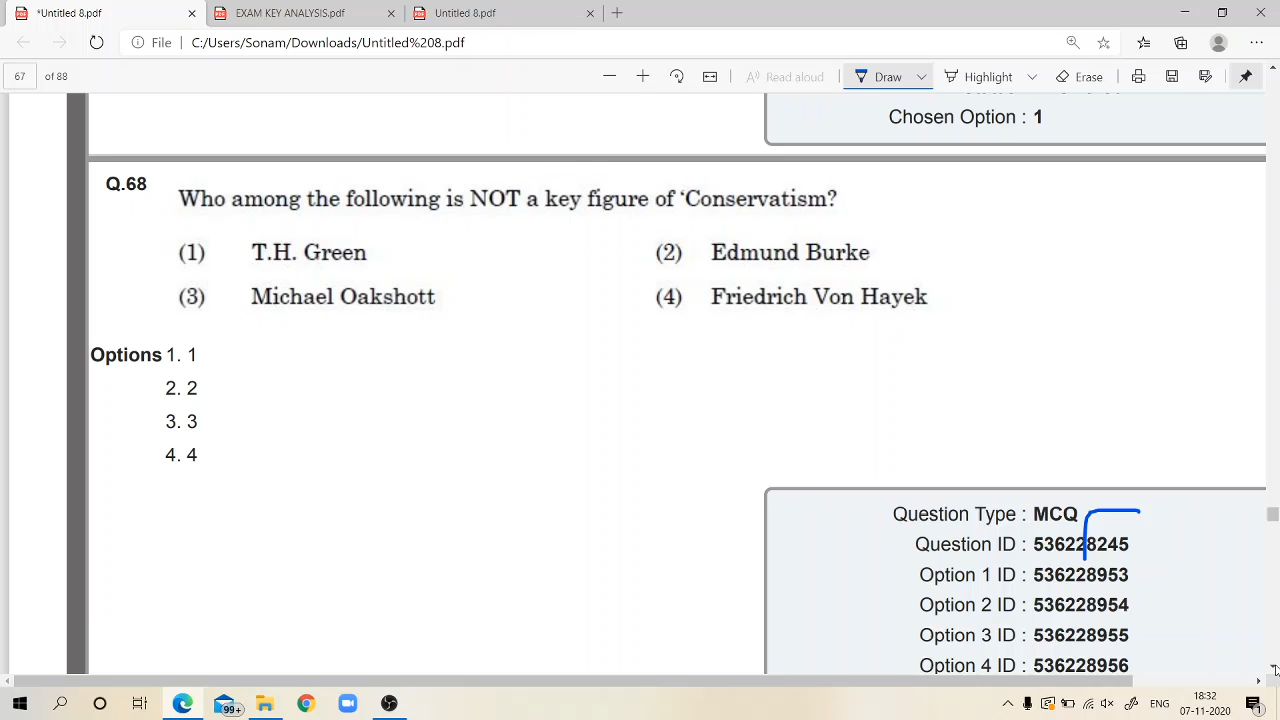 *Untitled 8.pdf
EXAM KEY ANALYSIS.pdf
Untitled 8.pdf
File
C:/Users/Sonam/Downloads/Untitled%208.pdf
67 of 88
Read aloud
Draw
Highlight
Erase
Chosen Option : 1
Q.68
Who among the following is NOT a key figure of ‘Conservatism?
(1) T.H. Green (2) Edmund Burke
(3) Michael Oakshott (4) Friedrich Von Hayek
Options 1. 1
2. 2
3. 3
4. 4
Question Type : MCQ
Question ID : 536228245
Option 1 ID : 536228953
Option 2 ID : 536228954
Option 3 ID : 536228955
Option 4 ID : 536228956
99+
ENG
18:32
07-11-2020
1